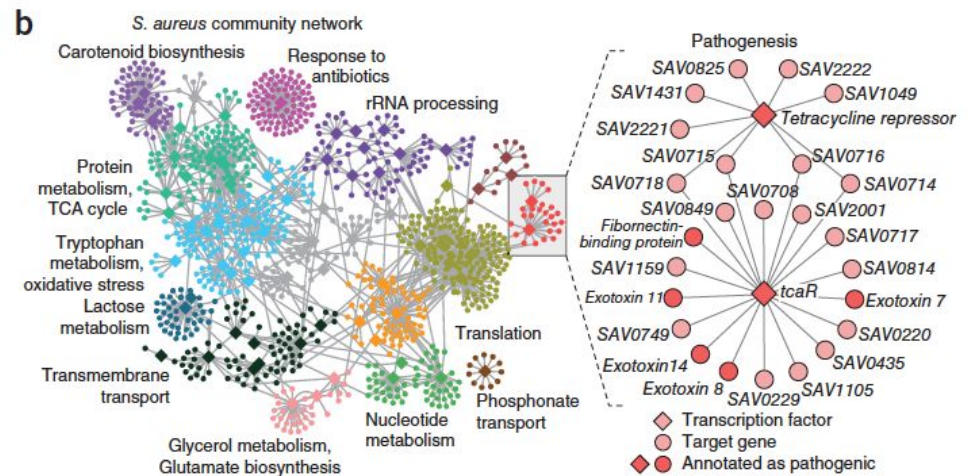 b
S. aureus community network
Carotenoid biosynthesis
Response to
antibiotics
rRNA processing
Protein
metabolism,
TCA cycle
Tryptophan
metabolism,
oxidative stress
Lactose
metabolism
Transmembrane
transport
Glycerol metabolism,
Glutamate biosynthesis
Nucleotide
metabolism
Translation
Phosphonate
transport
Pathogenesis
SAV0825
SAV2222
SAV1431
SAV1049
Tetracycline repressor
SAV2221
SAV0715
SAV0716
SAV0718
SAV0708
SAV0714
SAV0849
SAV2001
Fibornectin-
binding protein
SAV0717
SAV1159
SAV0814
tcaR
Exotoxin 11
Exotoxin 7
SAV0749
SAV0220
Exotoxin14
SAV0435
Exotoxin 8
SAV0229
SAV1105
Transcription factor
Target gene
Annotated as pathogenic